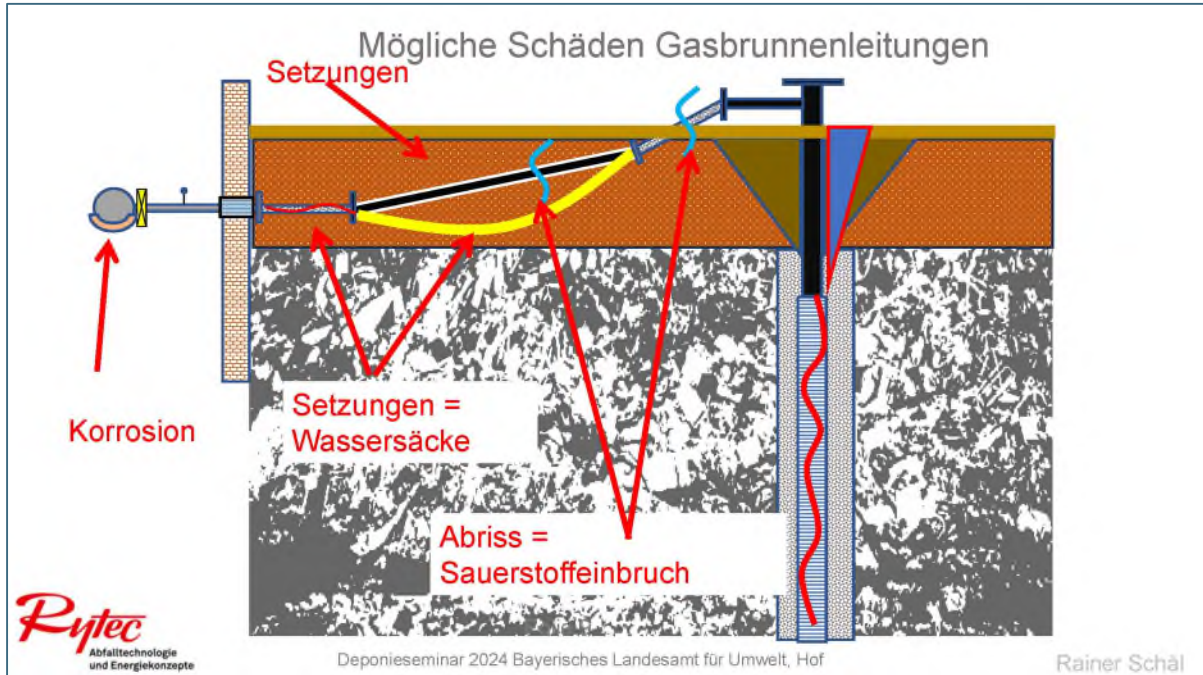 Mögliche Schäden Gasbrunnenleitungen
Setzungen
Korrosion
Setzungen =
Wassersäcke
Abriss =
Sauerstoffeinbruch
Rytec
Abfalltechnologie
und Energiekonzepte
Deponieseminar 2024 Bayerisches Landesamt für Umwelt, Hof
Rainer Schäl